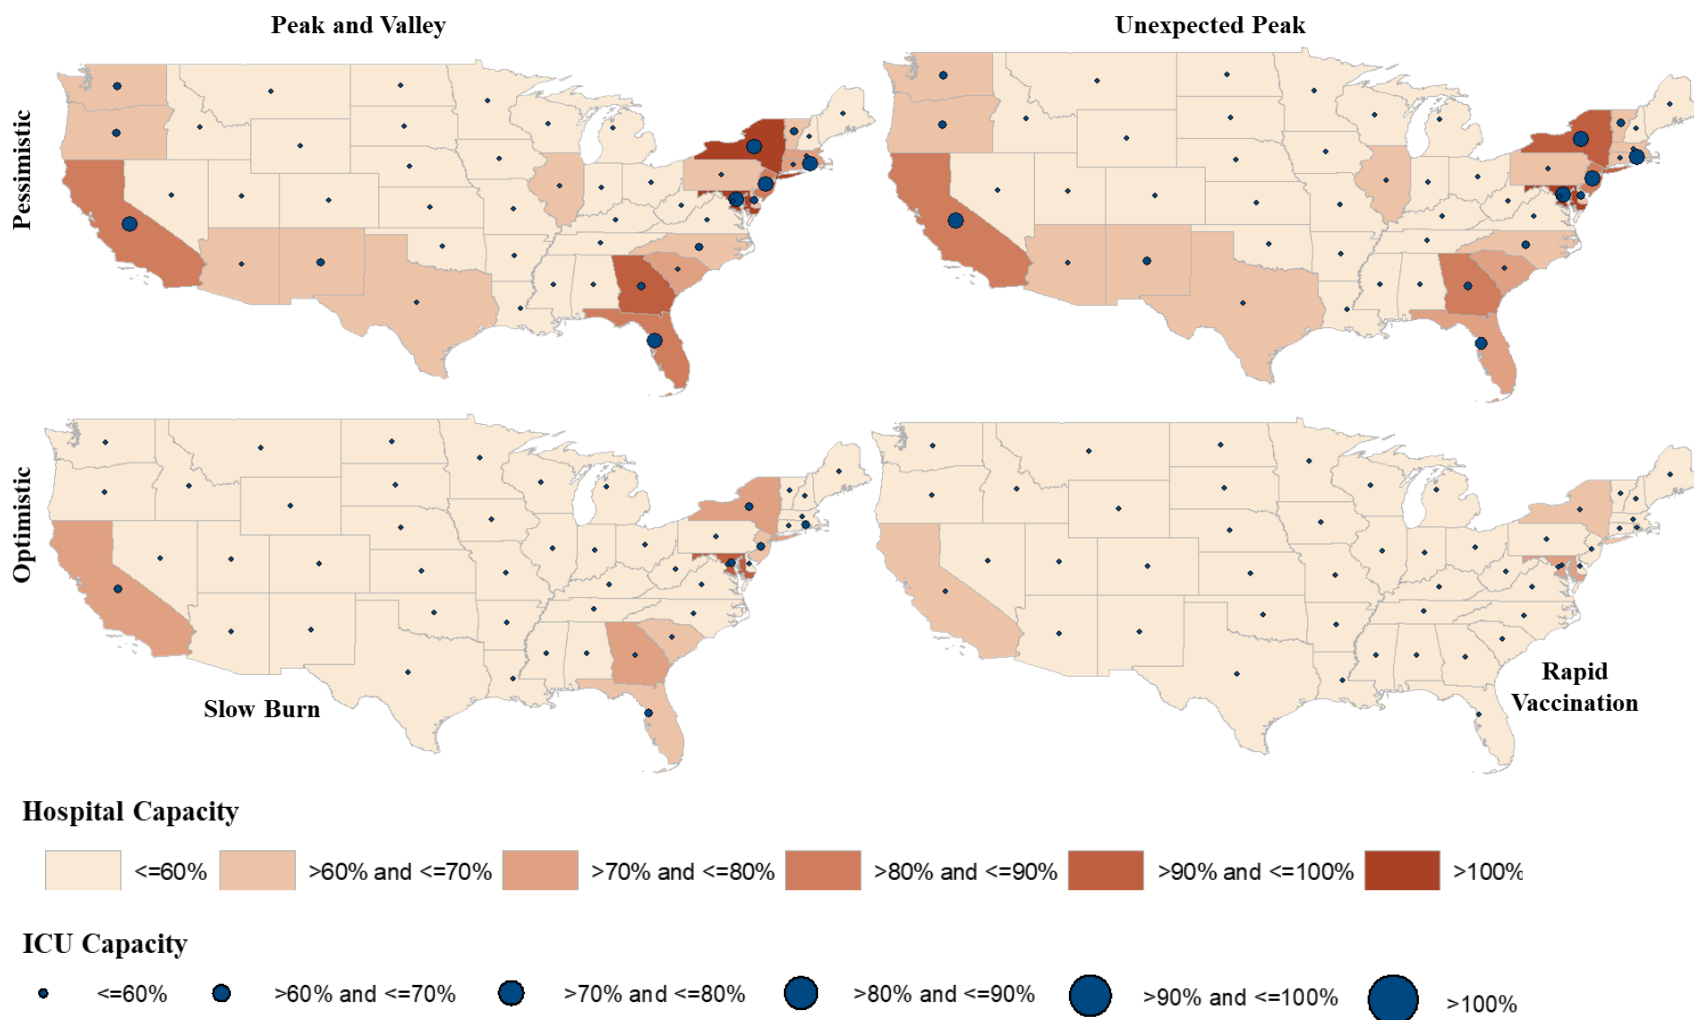 Peak and Valley
Unexpected Peak
Pessimistic
Optimistic
Slow Burn
Rapid
Vaccination
Hospital Capacity
<=60%
>60% and <=70%
>70% and <=80%
>80% and <=90%
>90% and <=100%
>100%
ICU Capacity
<=60%
>60% and <=70%
>70% and <=80%
>80% and <=90%
>90% and <=100%
>100%